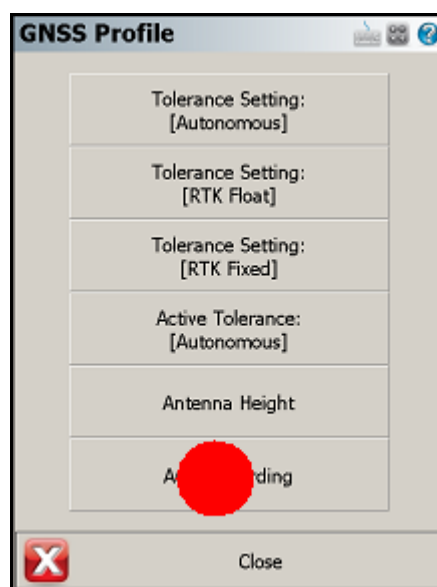 GNSS Profile
Tolerance Setting:
[Autonomous]
Tolerance Setting:
[RTK Float]
Tolerance Setting:
[RTK Fixed]
Active Tolerance:
[Autonomous]
Antenna Height
Close